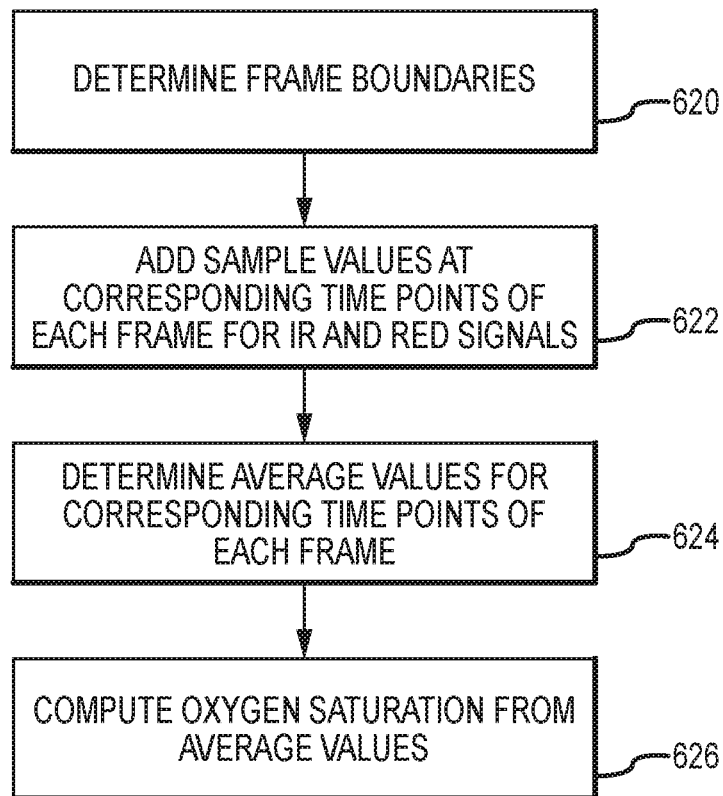 DETERMINE FRAME BOUNDARIES
620
ADD SAMPLE VALUES AT
CORRESPONDING TIME POINTS OF
EACH FRAME FOR IR AND RED SIGNALS
622
DETERMINE AVERAGE VALUES FOR
CORRESPONDING TIME POINTS OF
EACH FRAME
624
COMPUTE OXYGEN SATURATION FROM
AVERAGE VALUES
626